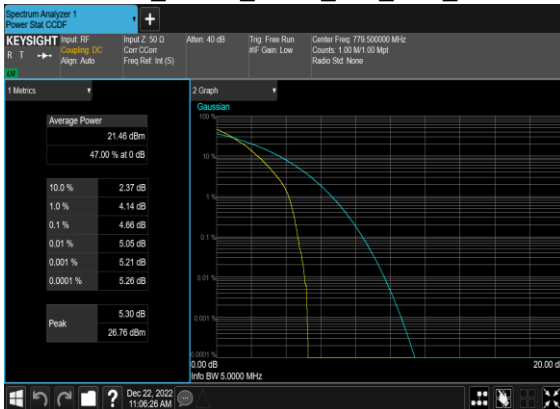 Spectrum Analyzer 1
Power Stat CCDF
+
KEYSIGHT
R T
LXI
Input: RF
Coupling: DC
Align: Auto
Input Z: 50 Ω
Corr CCorr
Freq Ref: Int (S)
Atten: 40 dB
Trig: Free Run
#IF Gain: Low
Center Freq: 779.500000 MHz
Counts: 1.00 M/1.00 Mpt
Radio Std: None
1 Metrics
Average Power
21.46 dBm
47.00 % at 0 dB
10.0 % 2.37 dB
1.0 % 4.14 dB
0.1 % 4.66 dB
0.01 % 5.05 dB
0.001 % 5.21 dB
0.0001 % 5.26 dB
Peak
5.30 dB
26.76 dBm
2 Graph
Gaussian
100 %
10 %
1 %
0.1 %
0.01 %
0.001 %
0.0001 %
0.00 dB
20.00 d
Info BW 5.0000 MHz
?
Dec 22, 2022
11:06:26 AM